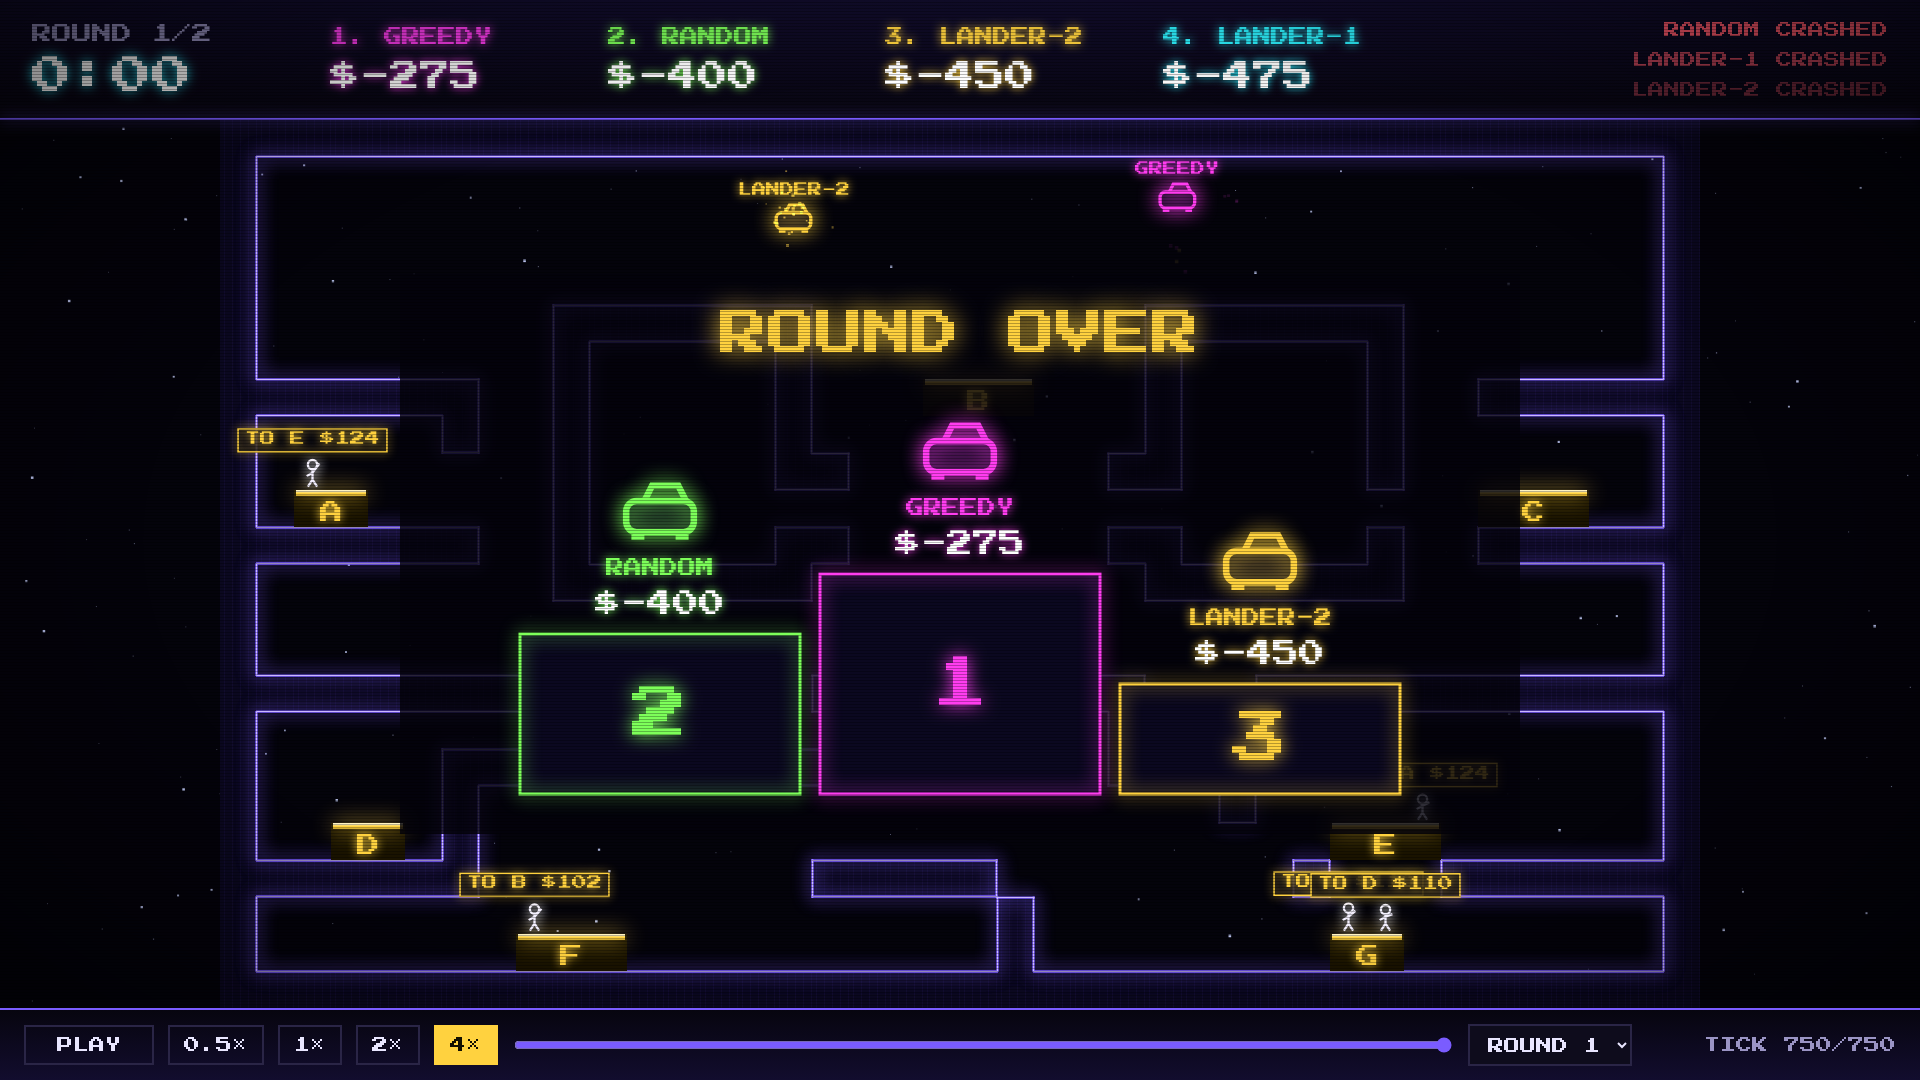 ROUND 1/2
0:00
1. GREEDY
$-275
2. RANDOM
$-400
3. LANDER-2
$-450
4. LANDER-1
$-475
RANDOM CRASHED
LANDER-1 CRASHED
LANDER-2 CRASHED
GREEDY
LANDER-2
ROUND OVER
B
TO E $124
A
C
GREEDY
$-275
RANDOM
$-400
LANDER-2
$-450
1
2
3
A $124
D
E
TO B $102
TO
TO D $110
F
G
PLAY
0.5×
1×
2×
4×
ROUND 1
TICK 750/750